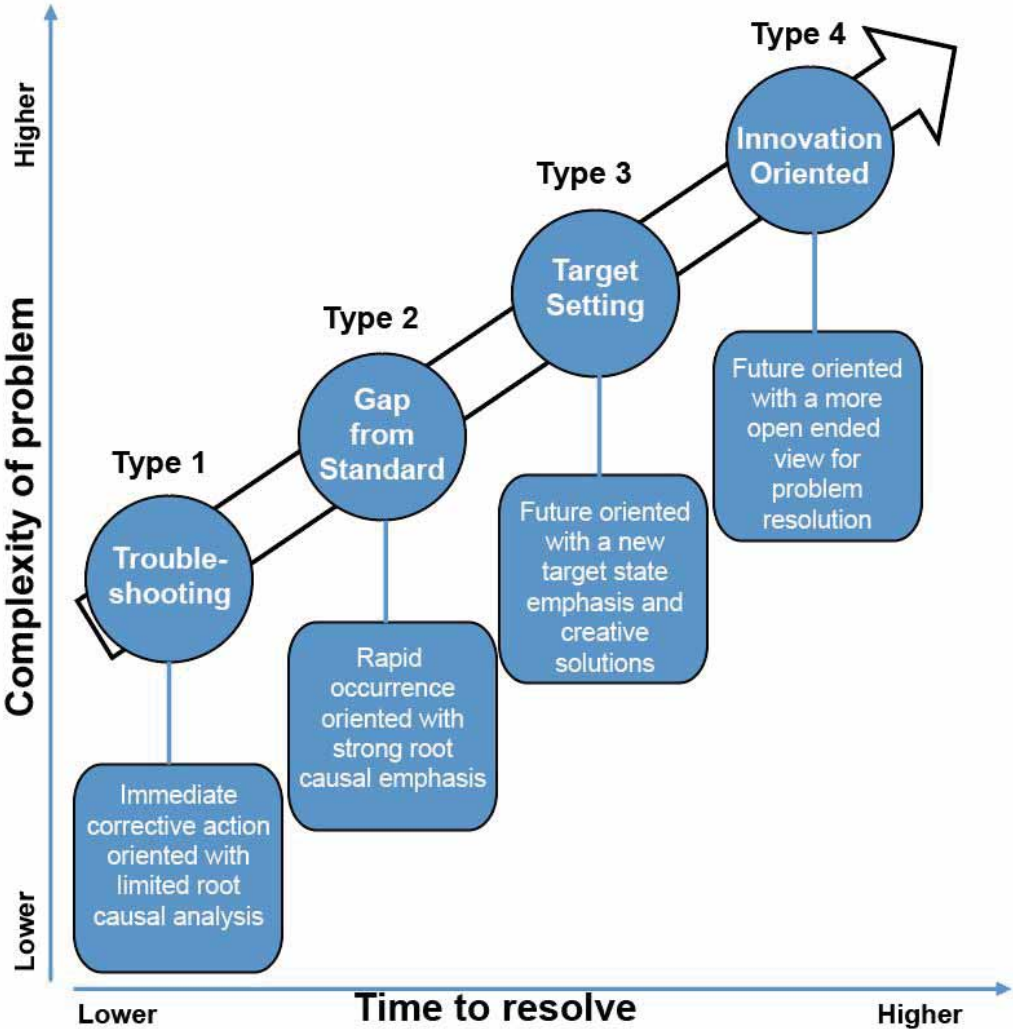 Type 4
Higher
Innovation
Oriented
Type 3
Target
Setting
Type 2
Gap
from
Standard
Type 1
Trouble-
shooting
Future oriented
with a more
open ended
view for
problem
resolution
Future oriented
with a new
target state
emphasis and
creative
solutions
Rapid
occurrence
oriented with
strong root
causal emphasis
Immediate
corrective action
oriented with
limited root
causal analysis
Complexity of problem
Lower
Lower
Time to resolve
Higher